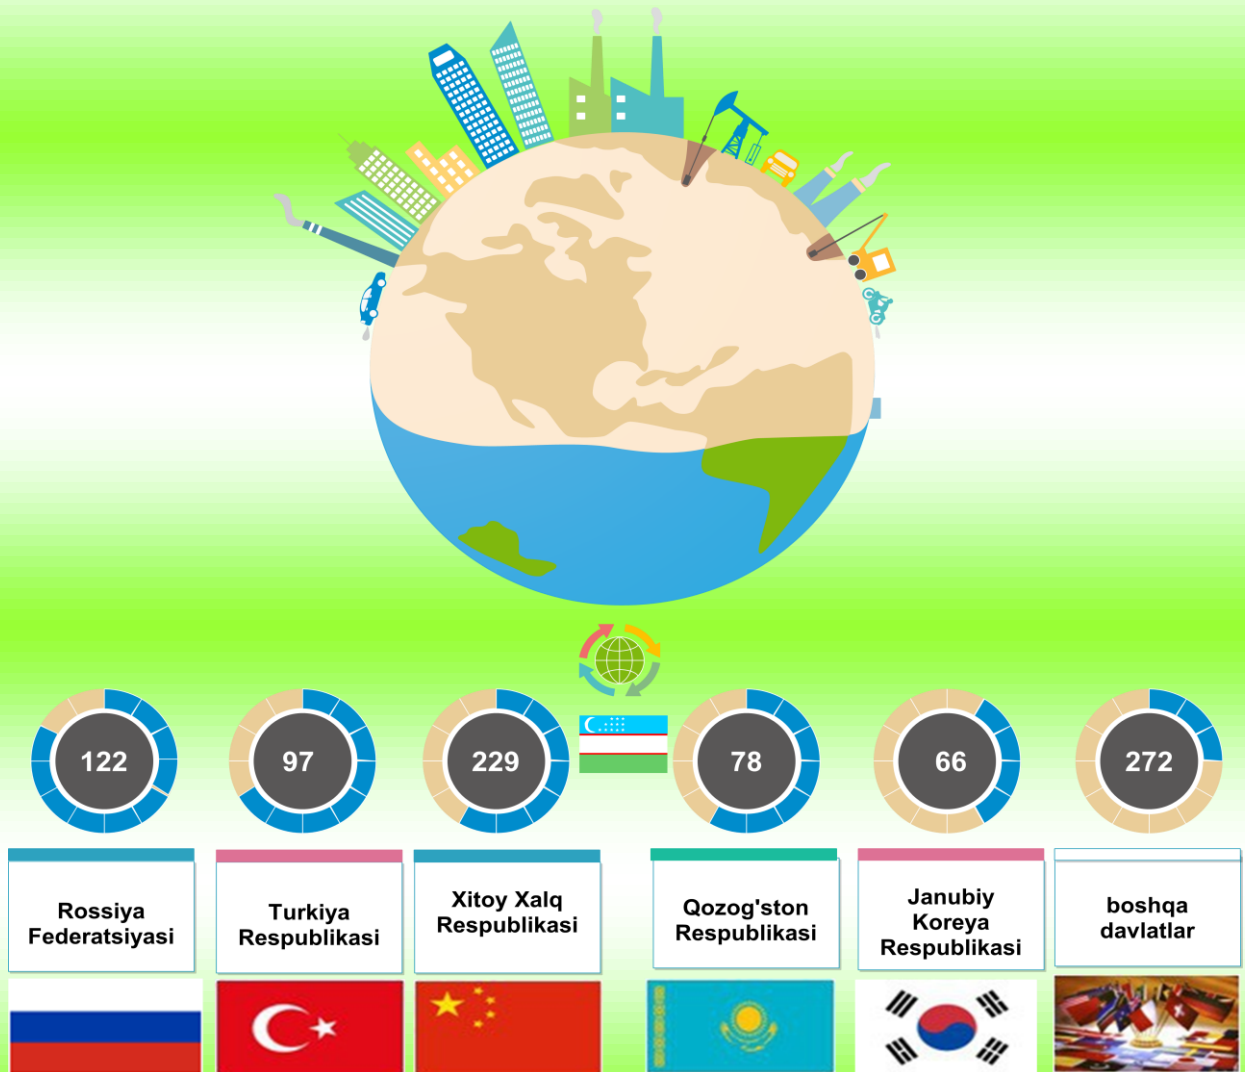 122
97
229
78
66
272
Rossiya
Federatsiyasi
Turkiya
Respublikasi
Xitoy Xalq
Respublikasi
Qozog'ston
Respublikasi
Janubiy
Koreya
Respublikasi
boshqa
davlatlar